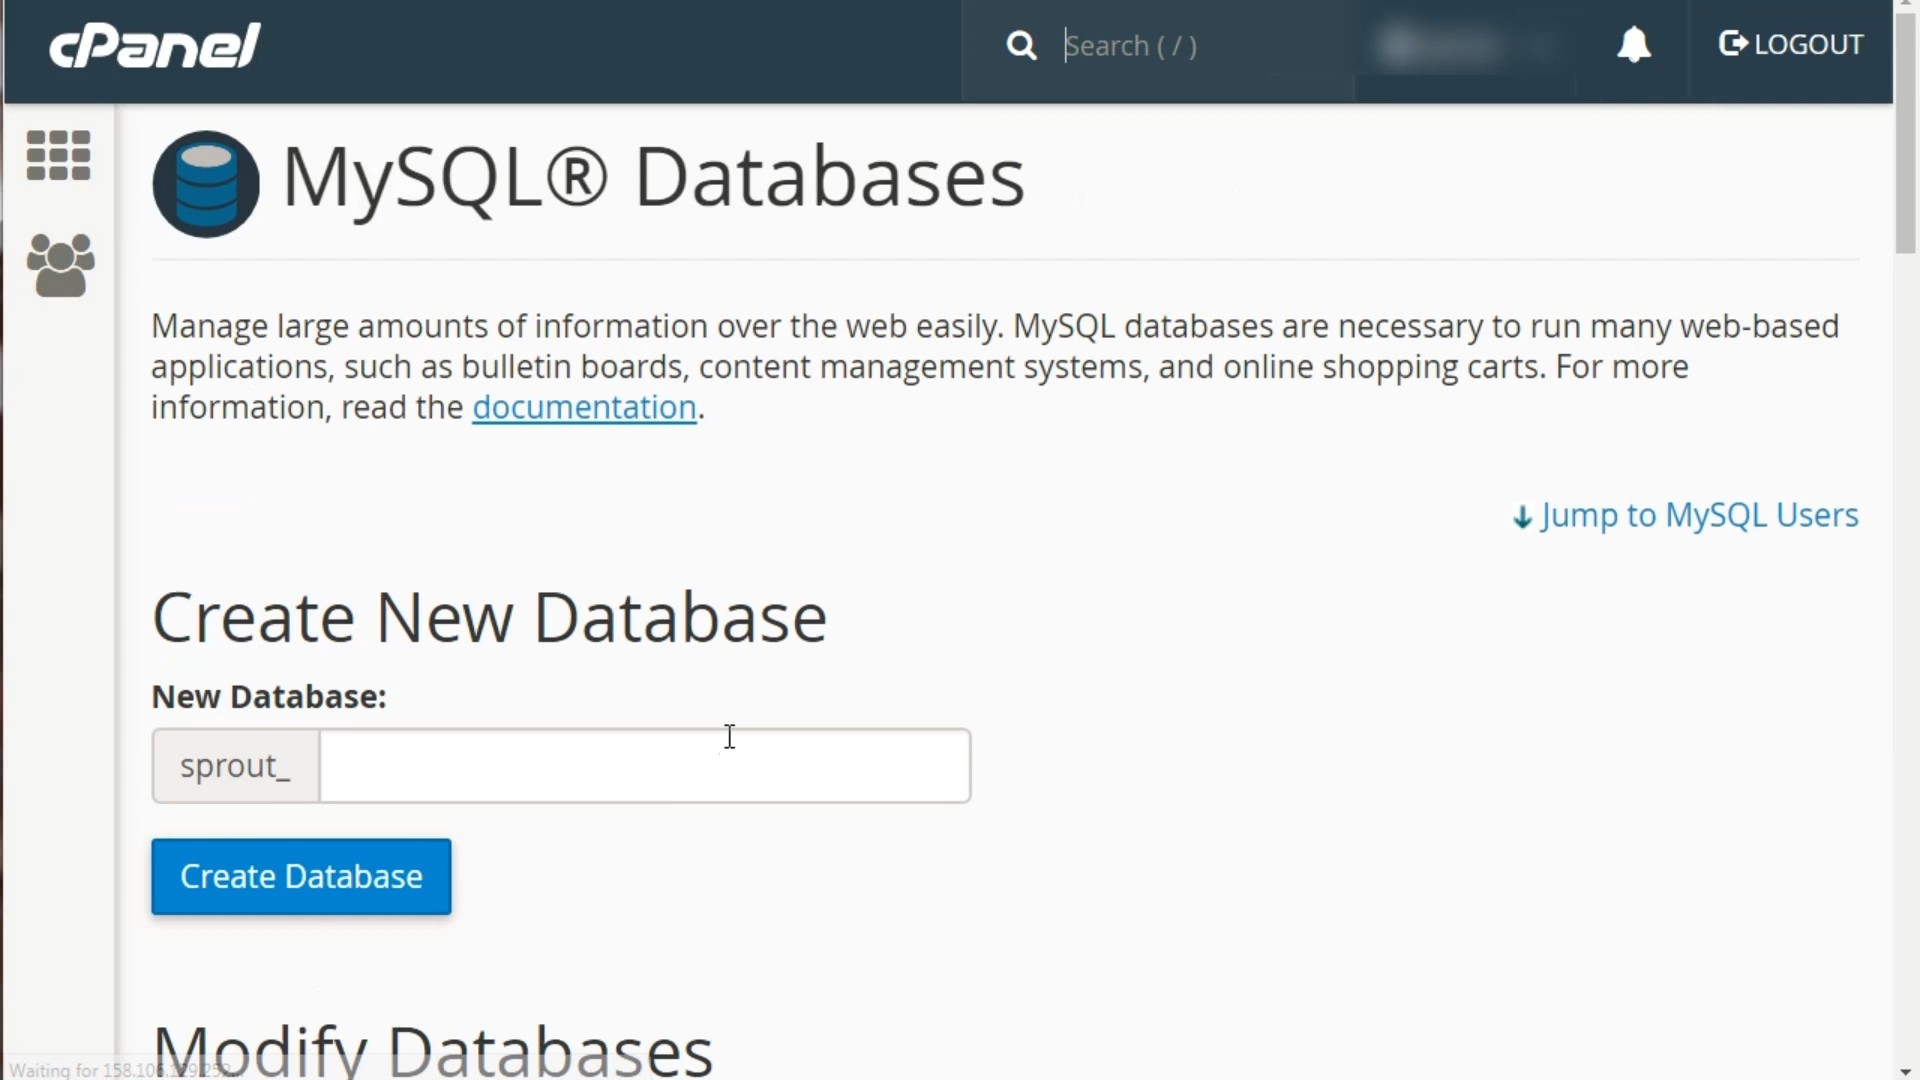 cPanel
Search ( / )
LOGOUT
MySQL® Databases
Manage large amounts of information over the web easily. MySQL databases are necessary to run many web-based
applications, such as bulletin boards, content management systems, and online shopping carts. For more
information, read the documentation.
Jump to MySQL Users
Create New Database
New Database:
sprout_
Create Database
Modify Databases
Waiting for